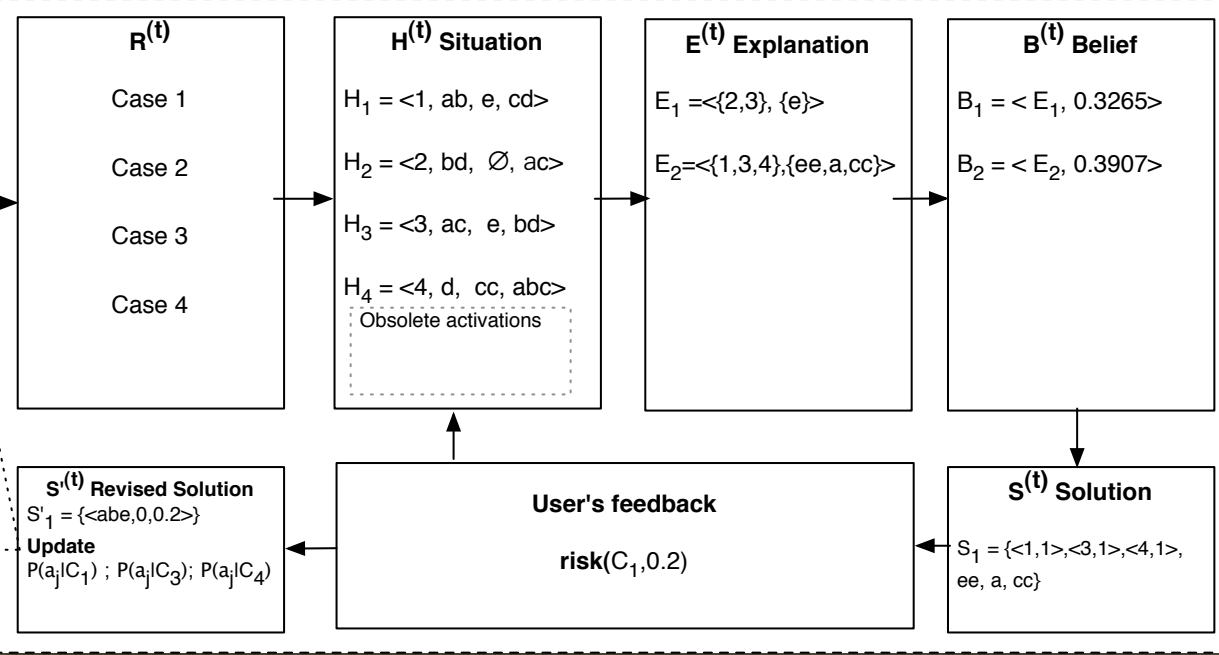 R(t)
Case 1
Case 2
Case 3
Case 4
H(t) Situation
H1 = <1, ab, e, cd>
H2 = <2, bd, ∅, ac>
H3 = <3, ac, e, bd>
H4 = <4, d, cc, abc>
Obsolete activations
E(t) Explanation
E1 =<{2,3}, {e}>
E2=<{1,3,4},{ee,a,cc}>
B(t) Belief
B1 = < E1, 0.3265>
B2 = < E2, 0.3907>
S'(t) Revised Solution
S'1 = {<abe,0,0.2>}
Update
P(aj|C1) ; P(aj|C3); P(aj|C4)
User's feedback
risk(C1,0.2)
S(t) Solution
S1 = {<1,1>,<3,1>,<4,1>,
ee, a, cc}